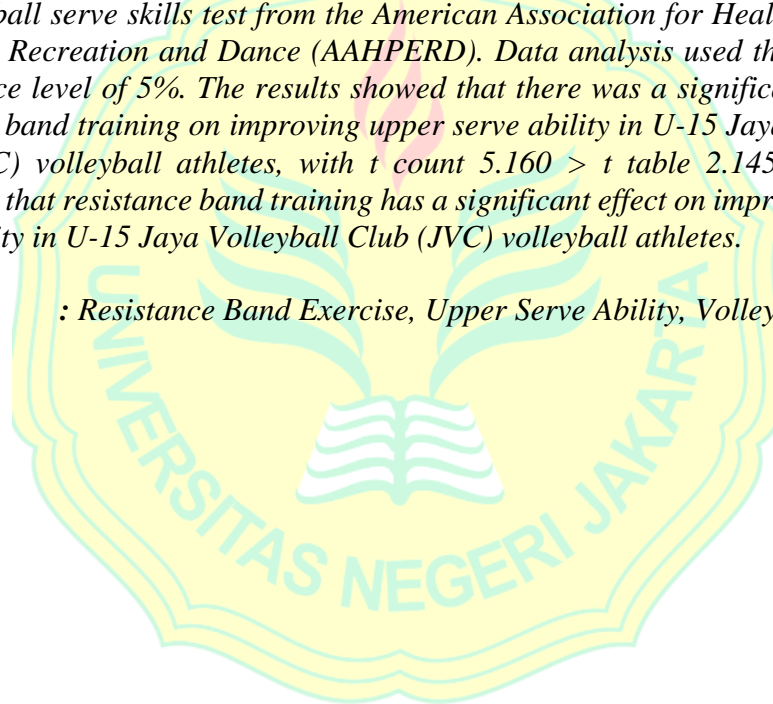 ball serve skills test from the American Association for Heal
Recreation and Dance (AAHPERD). Data analysis used th
ce level of 5%. The results showed that there was a signific
band training on improving upper serve ability in U-15 Jaya
C) volleyball athletes, with t count 5.160 > t table 2.145
that resistance band training has a significant effect on impr
ity in U-15 Jaya Volleyball Club (JVC) volleyball athletes.
: Resistance Band Exercise, Upper Serve Ability, Volley
UNIVERSITAS NEGERI JAKARTA